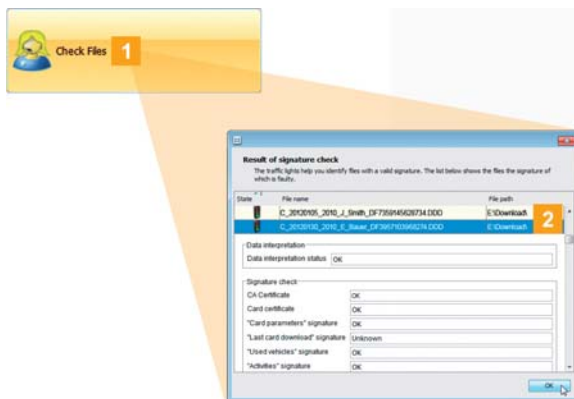 Check Files 1
Result of signature check
The traffic lights help you identify files with a valid signature. The list below shows the files the signature of
which is faulty.
State File name File path
C_20120105_2010_J_Smith_DF7359145628734.DDD E:\Download\
C_20120130_2010_E_Bauer_DF3957103968274.DDD E:\Download\ 2
Data interpretation
Data interpretation status OK
Signature check
CA Certificate OK
Card certificate OK
"Card parameters" signature OK
"Last card download" signature Unknown
"Used vehicles" signature OK
"Activities" signature OK
OK